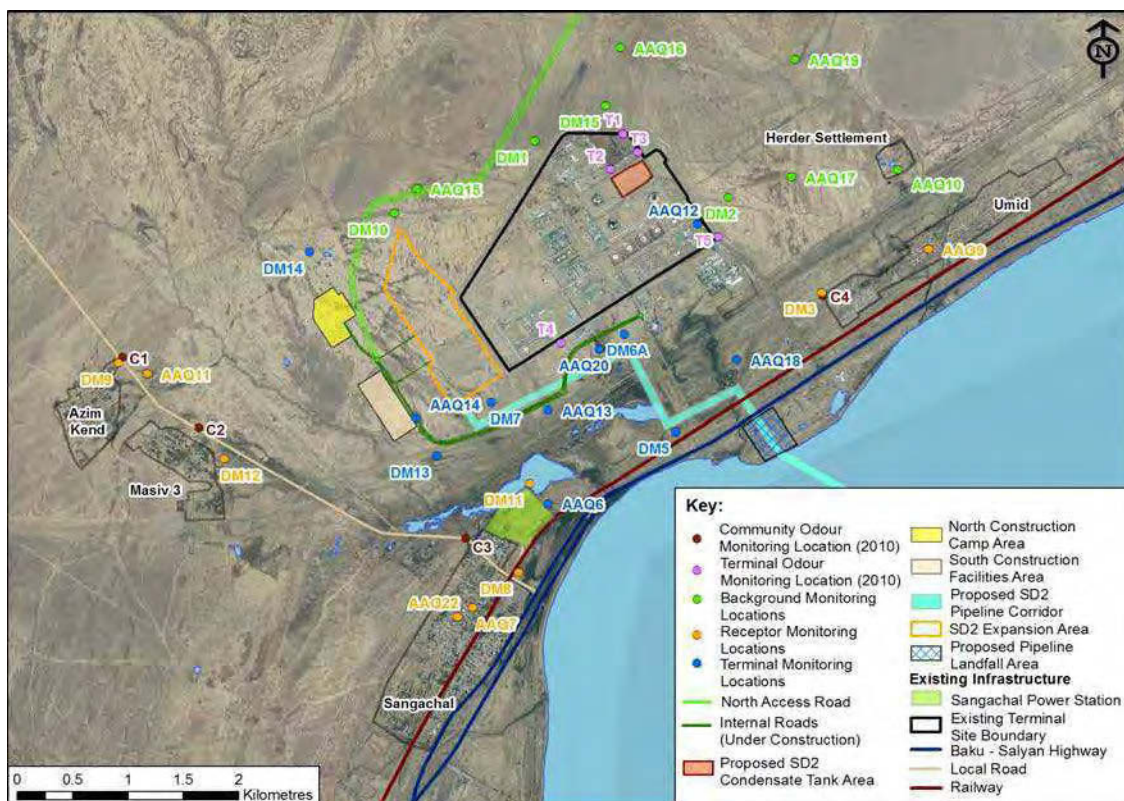 AAQ16
AAQ19
N
DM15
T1
T3
DM1
T2
Herder Settlement
AAQ15
AAQ17
AAQ10
DM10
DM2
AAQ12
Umid
T5
DM14
AAQ9
DM3
C4
T4
DM6A
AAQ20
AAQ18
C1
DM9
AAQ11
AAQ14
DM7
AAQ13
Azim
Kend
C2
DM5
DM12
DM13
Masiv 3
DM11
AAQ6
C3
DM8
AAQ22
AAQ7
Sangachal
0 0.5 1 1.5 2
Kilometres
Key:
Community Odour
Monitoring Location (2010)
Terminal Odour
Monitoring Location (2010)
Background Monitoring
Locations
Receptor Monitoring
Locations
Terminal Monitoring
Locations
North Access Road
Internal Roads
(Under Construction)
Proposed SD2
Condensate Tank Area
North Construction
Camp Area
South Construction
Facilities Area
Proposed SD2
Pipeline Corridor
SD2 Expansion Area
Proposed Pipeline
Landfall Area
Existing Infrastructure
Sangachal Power Station
Existing Terminal
Site Boundary
Baku - Salyan Highway
Local Road
Railway